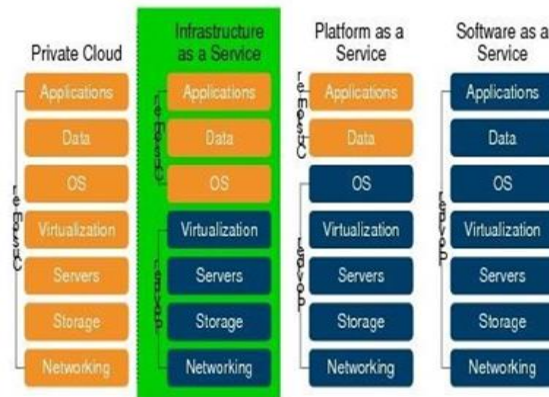 Private Cloud
Applications
Data
OS
Virtualization
Servers
Storage
Networking
Infrastructure
as a Service
Applications
Data
OS
Virtualization
Servers
Storage
Networking
Platform as a
Service
Applications
Data
OS
Virtualization
Servers
Storage
Networking
Software as a
Service
Applications
Data
OS
Virtualization
Servers
Storage
Networking